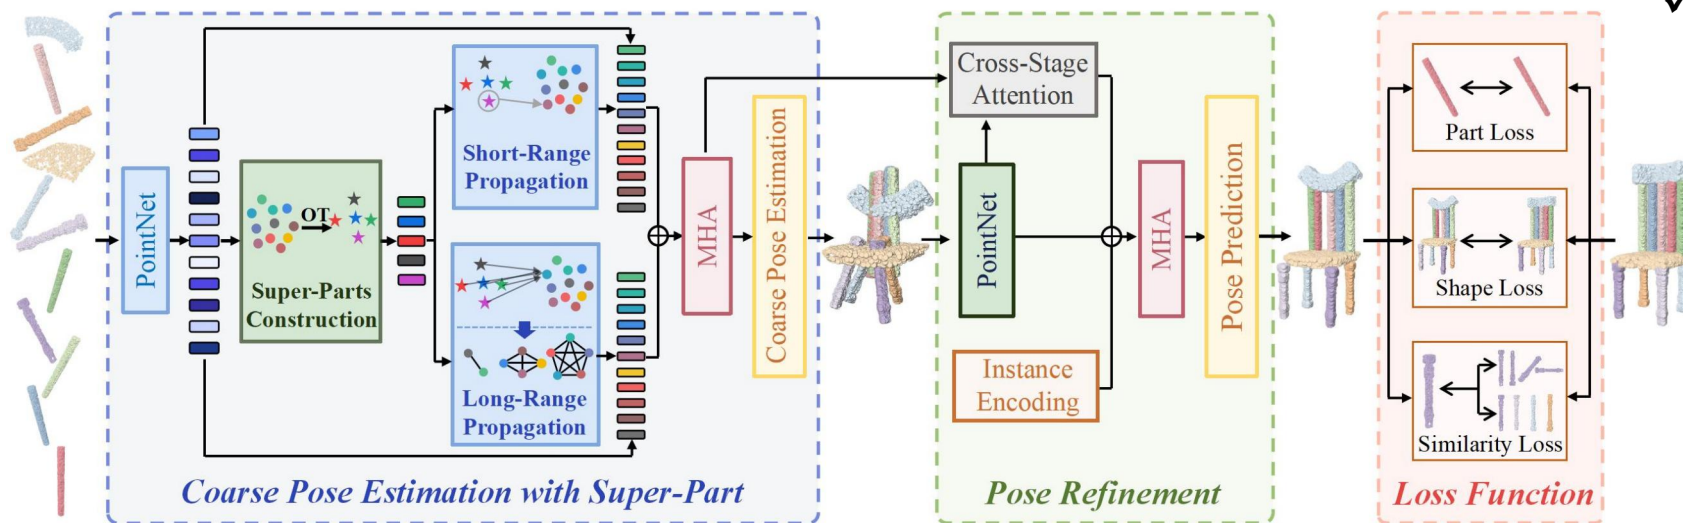 PointNet
OT
Super-Parts
Construction
Short-Range
Propagation
Long-Range
Propagation
MHA
Coarse Pose Estimation
Coarse Pose Estimation with Super-Part
Cross-Stage
Attention
PointNet
Instance
Encoding
MHA
Pose Prediction
Pose Refinement
Part Loss
Shape Loss
Similarity Loss
Loss Function